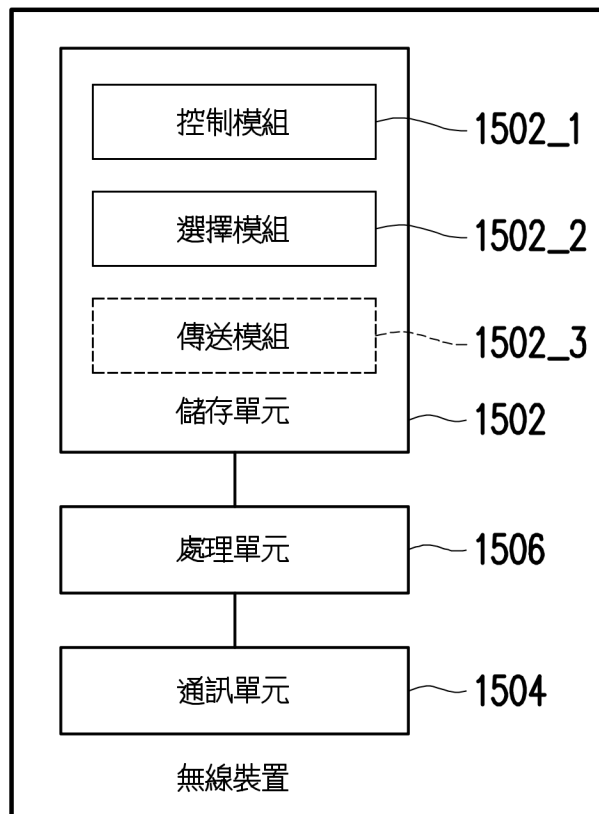 控制模組
1502_1
選擇模組
1502_2
傳送模組
1502_3
儲存單元
1502
處理單元
1506
通訊單元
1504
無線裝置